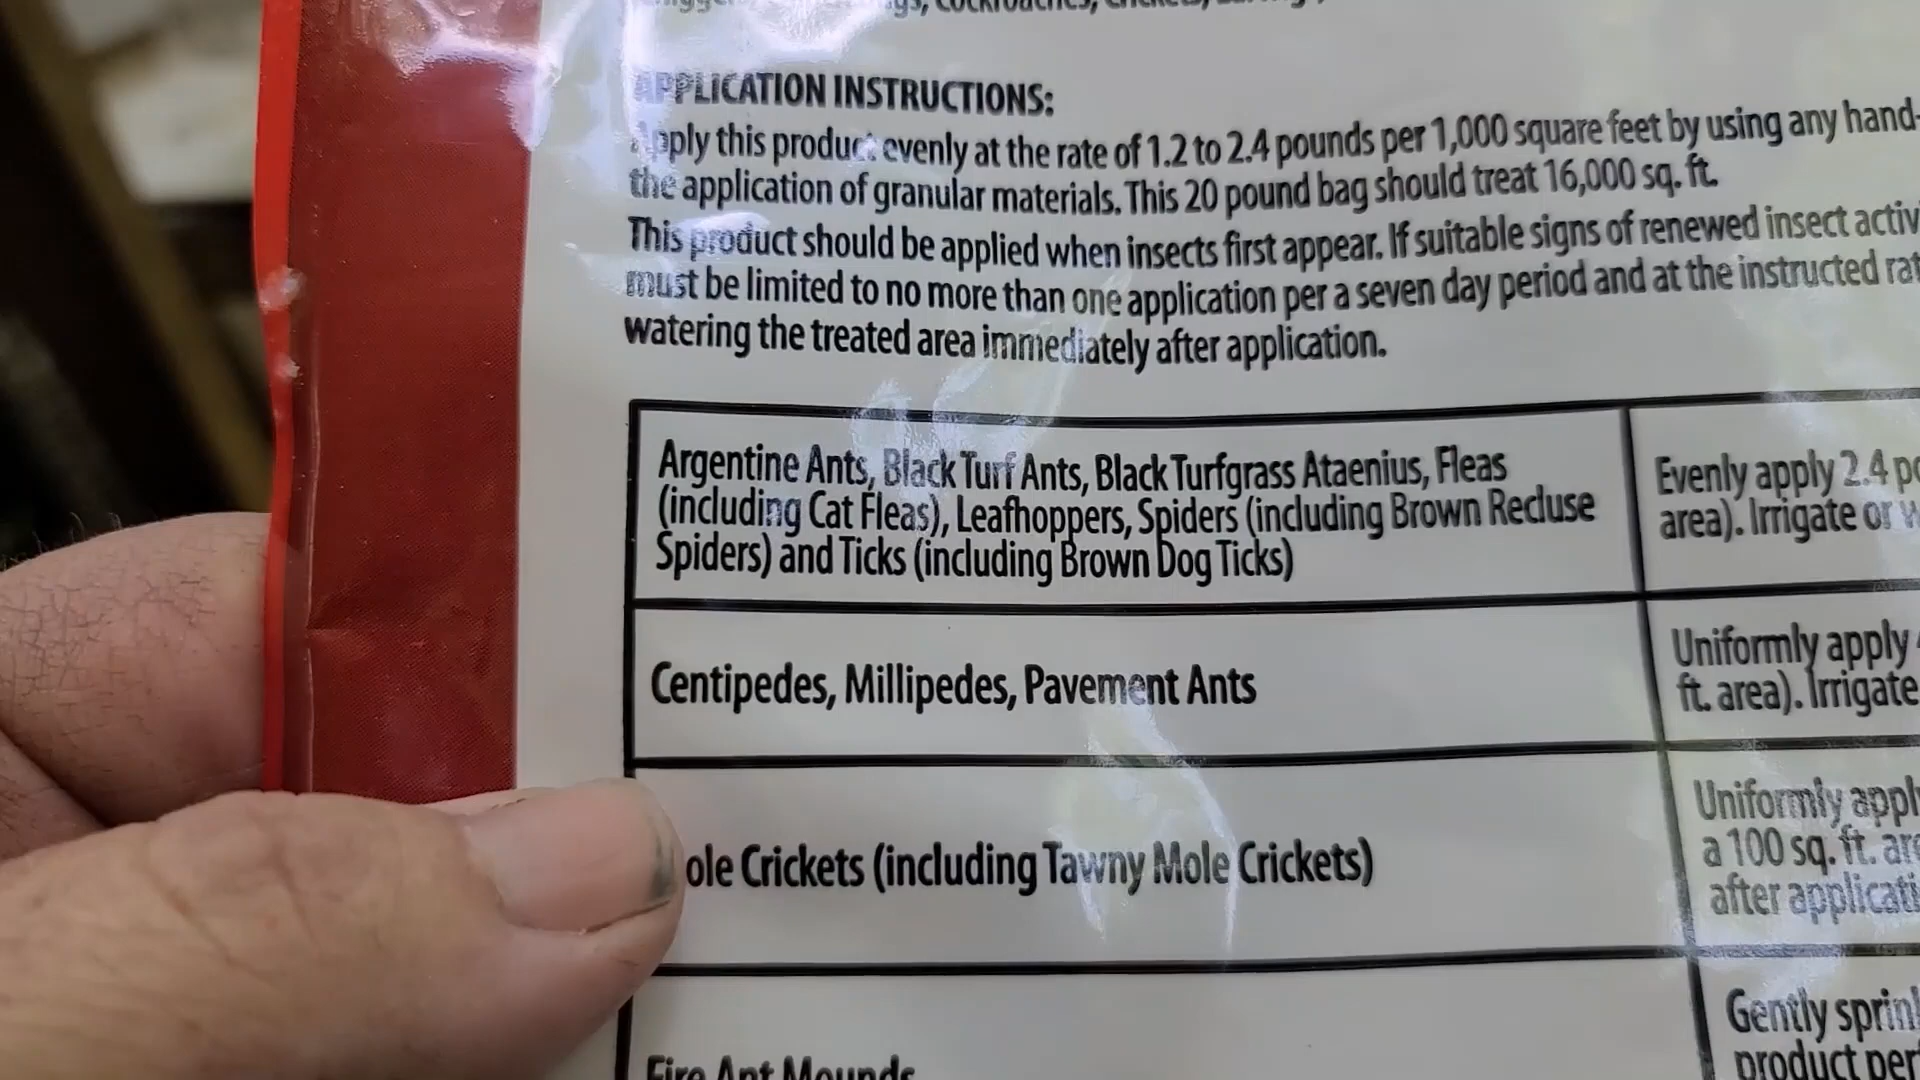 Cockroaches, Crickets,
APPLICATION INSTRUCTIONS:
Apply this product evenly at the rate of 1.2 to 2.4 pounds per 1,000 square feet by using any hand-
the application of granular materials. This 20 pound bag should treat 16,000 sq. ft.
This product should be applied when insects first appear. If suitable signs of renewed insect activ
must be limited to no more than one application per a seven day period and at the instructed rat
watering the treated area immediately after application.
Argentine Ants, Black Turf Ants, Black Turfgrass Ataenius, Fleas
(including Cat Fleas), Leafhoppers, Spiders (including Brown Recluse
Spiders) and Ticks (including Brown Dog Ticks)
Evenly apply 2.4 po
area). Irrigate or w
Centipedes, Millipedes, Pavement Ants
Uniformly apply
ft. area). Irrigate
ole Crickets (including Tawny Mole Crickets)
Uniformly appl
a 100 sq. ft. are
after applicati
Fire Ant Mounds
Gently sprinl
product per